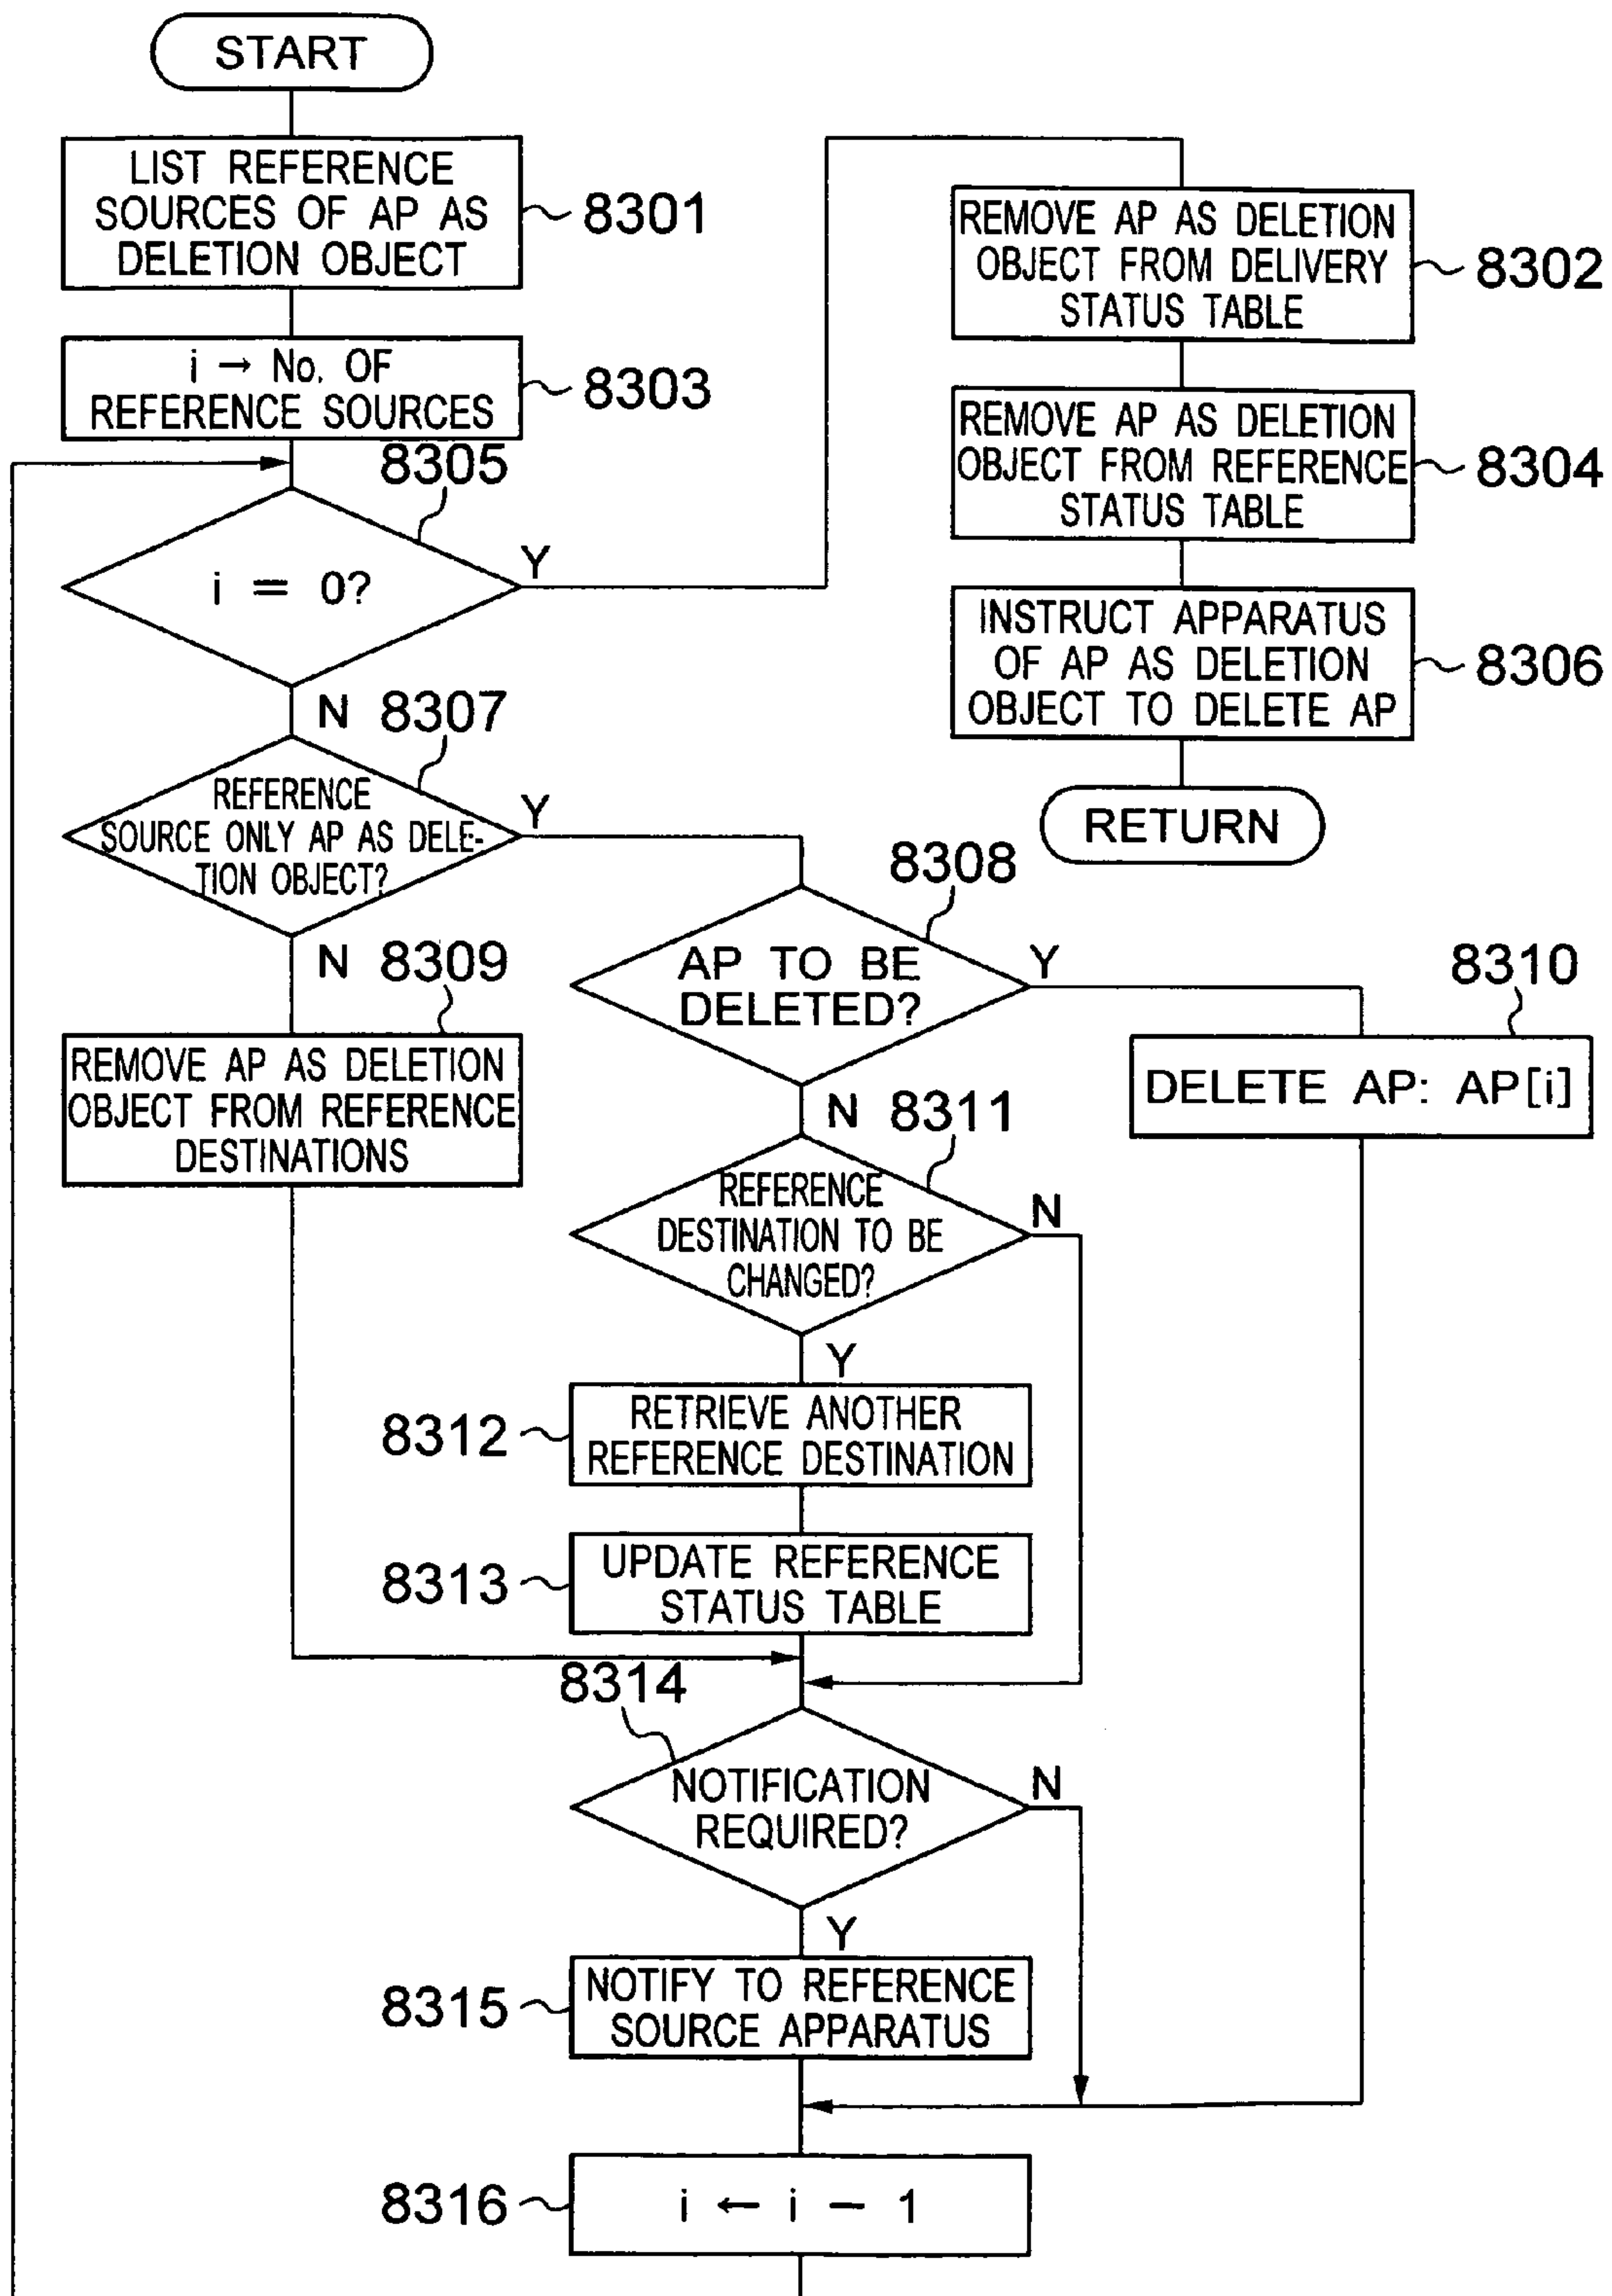 START
LIST REFERENCE
SOURCES OF AP AS
DELETION OBJECT
8301
i → No. OF
REFERENCE SOURCES
8303
8305
i = 0?
Y
N
REMOVE AP AS DELETION
OBJECT FROM DELIVERY
STATUS TABLE
8302
REMOVE AP AS DELETION
OBJECT FROM REFERENCE
STATUS TABLE
8304
INSTRUCT APPARATUS
OF AP AS DELETION
OBJECT TO DELETE AP
8306
RETURN
8307
REFERENCE
SOURCE ONLY AP AS DELE-
TION OBJECT?
Y
N
8309
REMOVE AP AS DELETION
OBJECT FROM REFERENCE
DESTINATIONS
8308
AP TO BE
DELETED?
Y
N
8310
DELETE AP: AP[i]
8311
REFERENCE
DESTINATION TO BE
CHANGED?
N
Y
8312
RETRIEVE ANOTHER
REFERENCE DESTINATION
8313
UPDATE REFERENCE
STATUS TABLE
8314
NOTIFICATION
REQUIRED?
N
Y
8315
NOTIFY TO REFERENCE
SOURCE APPARATUS
8316
i ← i − 1